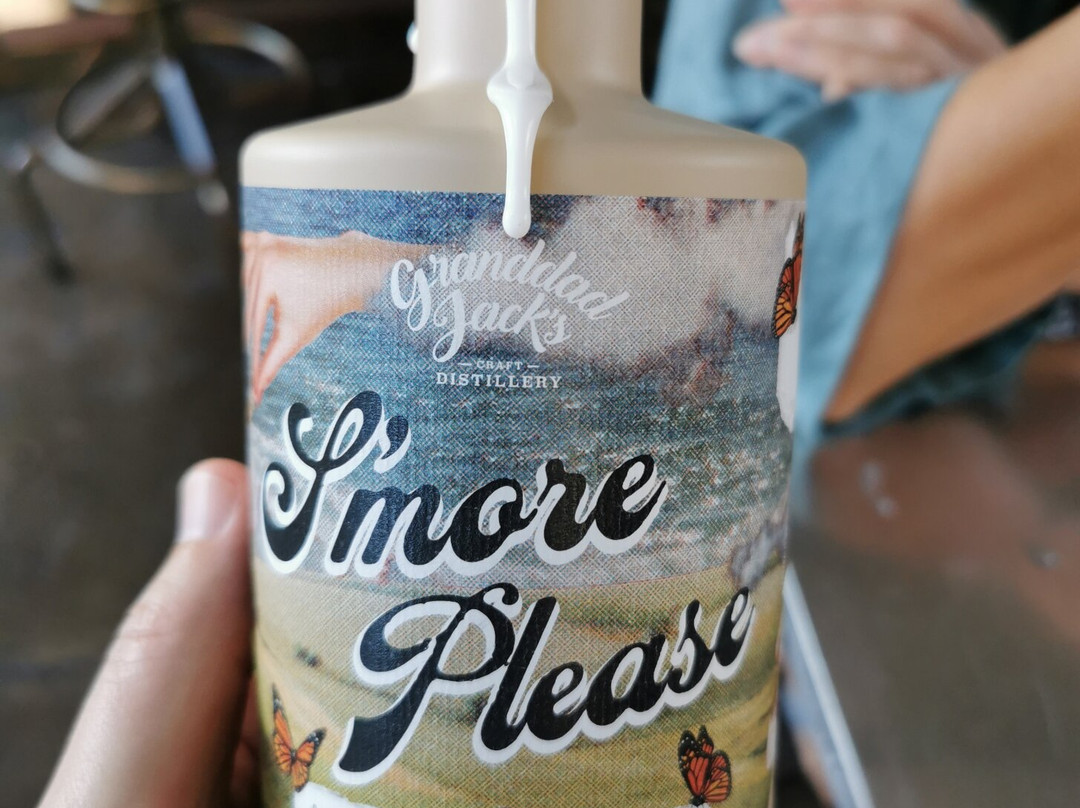 Granddad
Jack's
— CRAFT —
DISTILLERY
S'more
Please